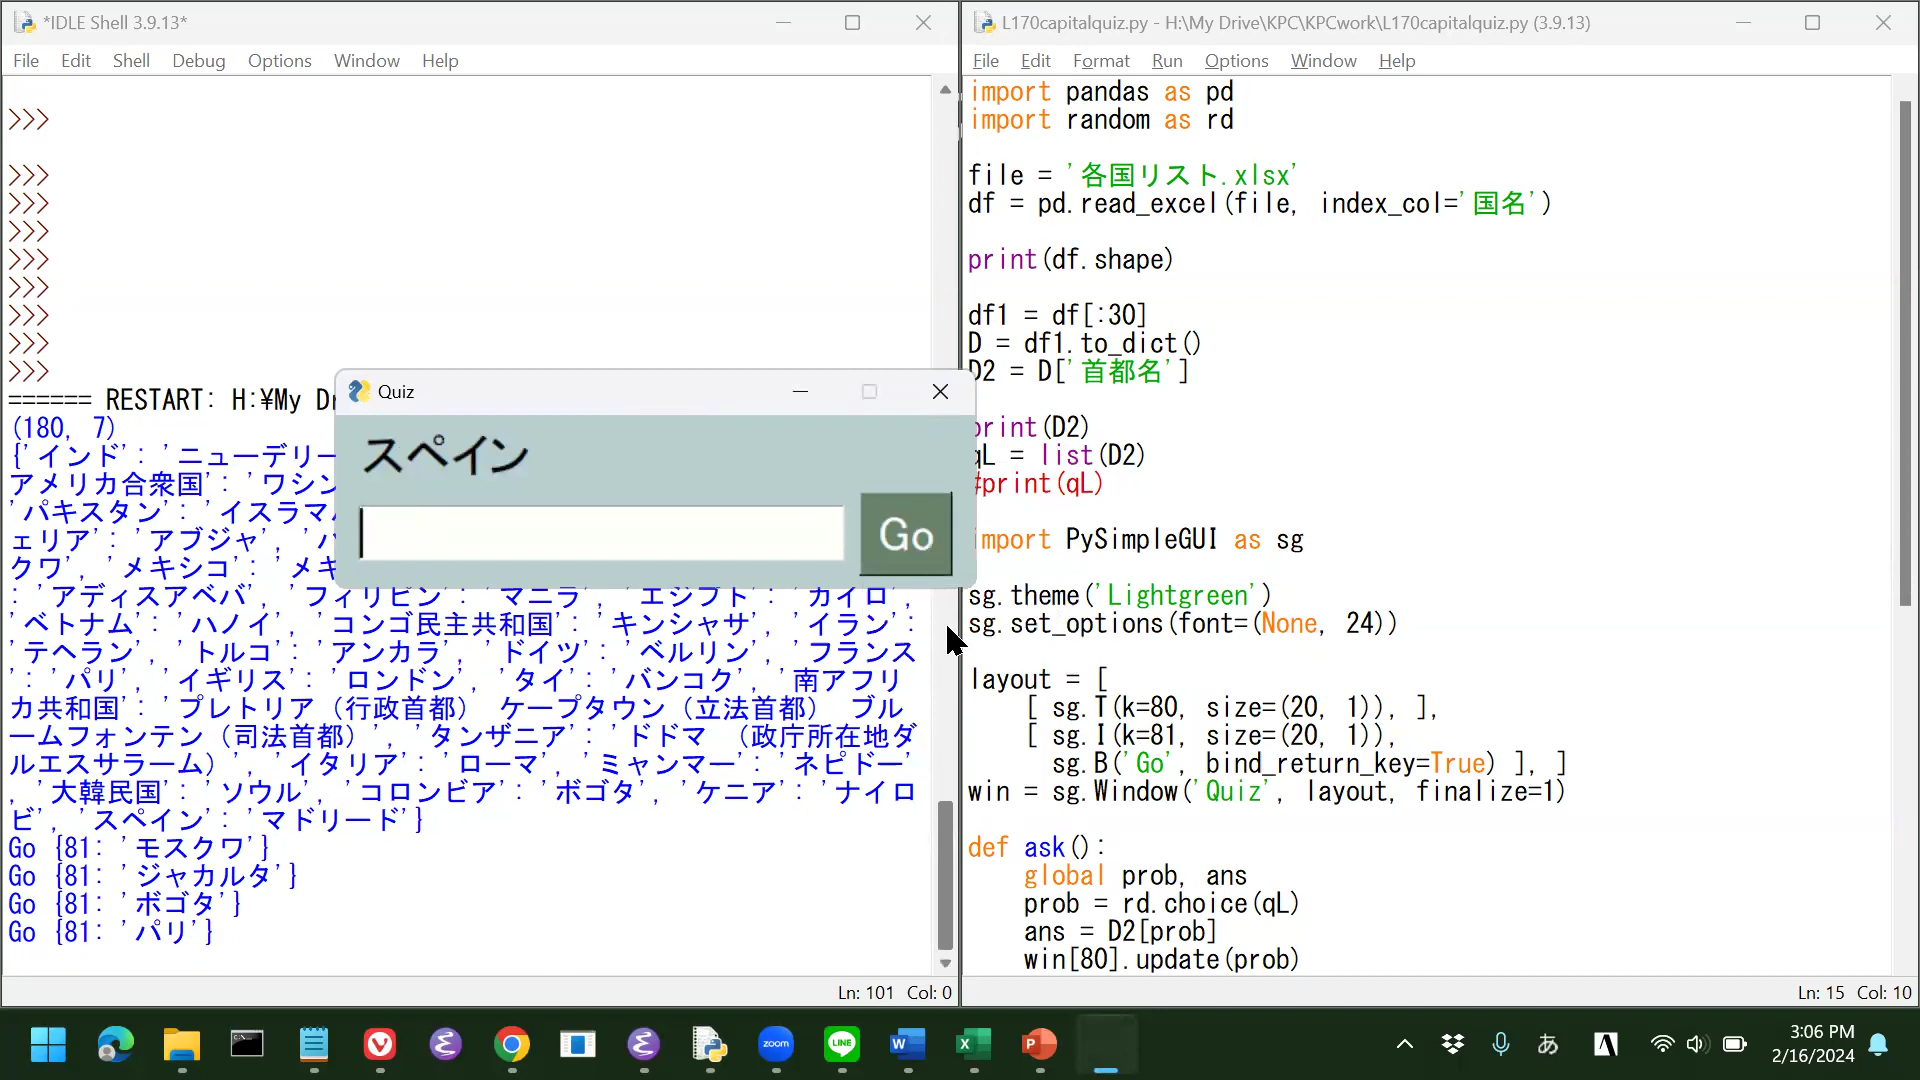 *IDLE Shell 3.9.13*
File Edit Shell Debug Options Window Help
>>>
>>>
>>>
>>>
>>>
>>>
>>>
>>>
>>>
====== RESTART: H:¥My Dr
(180, 7)
{'インド': 'ニューデリー
アメリカ合衆国': 'ワシン
'パキスタン': 'イスラマ
ェリア': 'アブジャ', '
クワ', 'メキシコ': 'メキ
: 'アディスアベバ', 'フィリピン': 'マニラ', 'エジプト': 'カイロ',
'ベトナム': 'ハノイ', 'コンゴ民主共和国': 'キンシャサ', 'イラン':
'テヘラン', 'トルコ': 'アンカラ', 'ドイツ': 'ベルリン', 'フランス
': 'パリ', 'イギリス': 'ロンドン', 'タイ': 'バンコク', '南アフリ
カ共和国': 'プレトリア（行政首都） ケープタウン（立法首都） ブル
ームフォンテン（司法首都）', 'タンザニア': 'ドドマ （政庁所在地ダ
ルエスサラーム）', 'イタリア': 'ローマ', 'ミャンマー': 'ネピドー'
, '大韓民国': 'ソウル', 'コロンビア': 'ボゴタ', 'ケニア': 'ナイロ
ビ', 'スペイン': 'マドリード'}
Go {81: 'モスクワ'}
Go {81: 'ジャカルタ'}
Go {81: 'ボゴタ'}
Go {81: 'パリ'}
Ln: 101 Col: 0
Quiz
スペイン
Go
L170capitalquiz.py - H:\My Drive\KPC\KPCwork\L170capitalquiz.py (3.9.13)
File Edit Format Run Options Window Help
import pandas as pd
import random as rd
file = '各国リスト.xlsx'
df = pd.read_excel(file, index_col='国名')
print(df.shape)
df1 = df[:30]
D = df1.to_dict()
D2 = D['首都名']
print(D2)
qL = list(D2)
#print(qL)
import PySimpleGUI as sg
sg.theme('Lightgreen')
sg.set_options(font=(None, 24))
layout = [
[ sg.T(k=80, size=(20, 1)), ],
[ sg.I(k=81, size=(20, 1)),
sg.B('Go', bind_return_key=True) ], ]
win = sg.Window('Quiz', layout, finalize=1)
def ask():
global prob, ans
prob = rd.choice(qL)
ans = D2[prob]
win[80].update(prob)
Ln: 15 Col: 10
zoom
LINE
あ
A
3:06 PM
2/16/2024